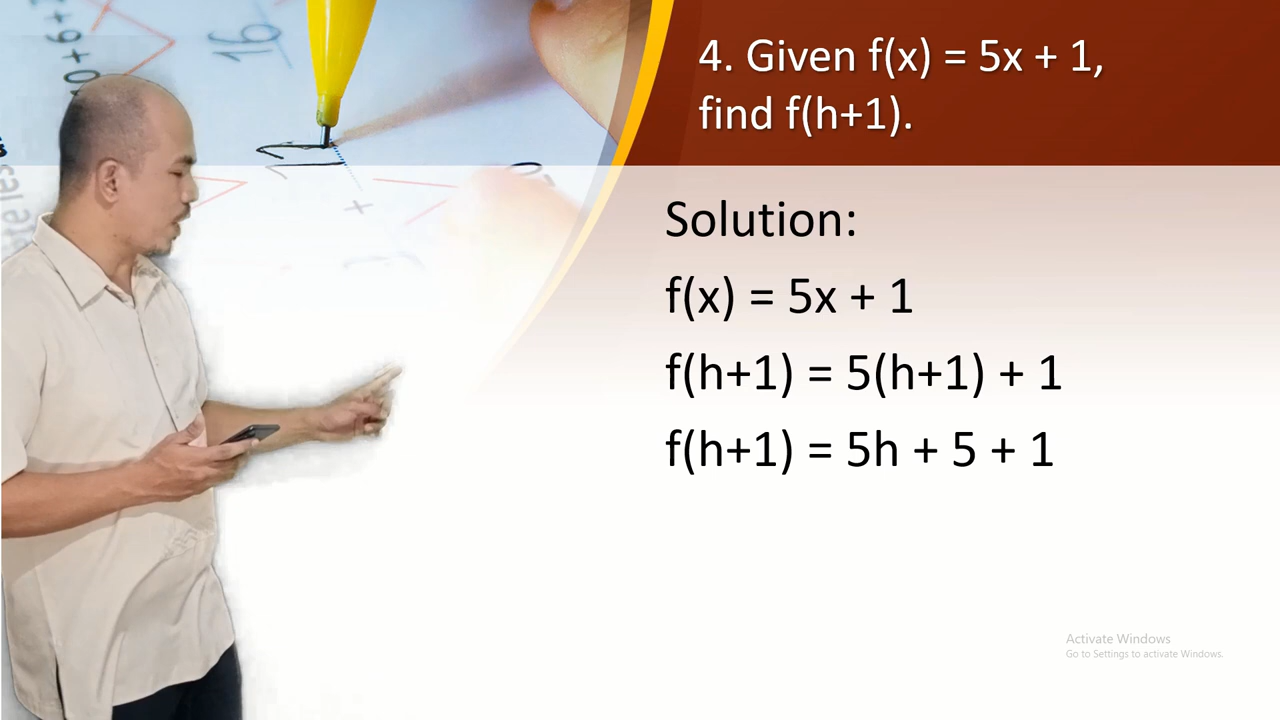 4. Given f(x) = 5x + 1,
find f(h+1).
Solution:
f(x) = 5x + 1
f(h+1) = 5(h+1) + 1
f(h+1) = 5h + 5 + 1
16
Activate Windows
Go to Settings to activate Windows.